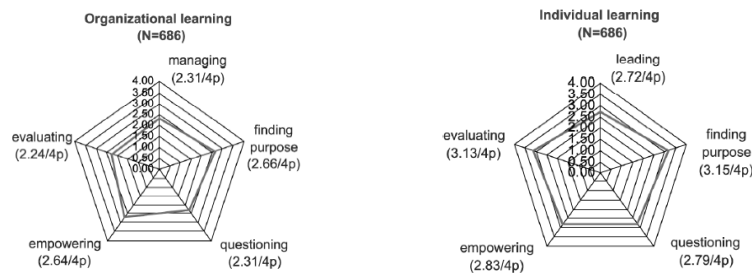 Organizational learning
(N=686)
managing
(2.31/4p)
4.00
3.50
3.00
2.50
2.00
1.50
1.00
0.50
0.00
finding
purpose
(2.66/4p)
questioning
(2.31/4p)
empowering
(2.64/4p)
evaluating
(2.24/4p)
Individual learning
(N=686)
leading
(2.72/4p)
4.00
3.50
3.00
2.50
2.00
1.50
1.00
0.50
0.00
finding
purpose
(3.15/4p)
questioning
(2.79/4p)
empowering
(2.83/4p)
evaluating
(3.13/4p)